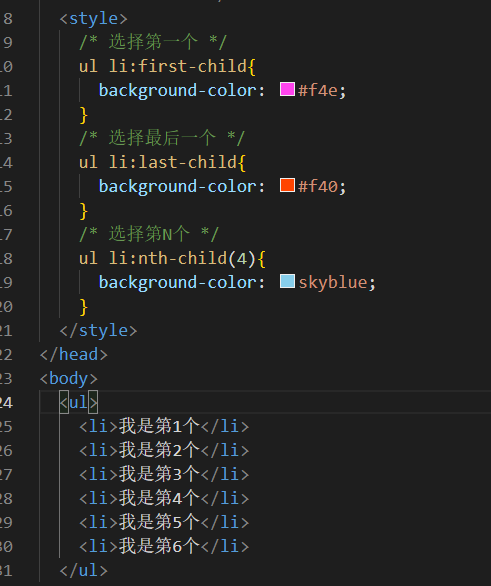 8 <style>
9 /* 选择第一个 */
10 ul li:first-child{
11 background-color: #f4e;
12 }
13 /* 选择最后一个 */
14 ul li:last-child{
15 background-color: #f40;
16 }
17 /* 选择第N个 */
18 ul li:nth-child(4){
19 background-color: skyblue;
20 }
21 </style>
22 </head>
23 <body>
24 <ul>
25 <li>我是第1个</li>
26 <li>我是第2个</li>
27 <li>我是第3个</li>
28 <li>我是第4个</li>
29 <li>我是第5个</li>
30 <li>我是第6个</li>
31 </ul>